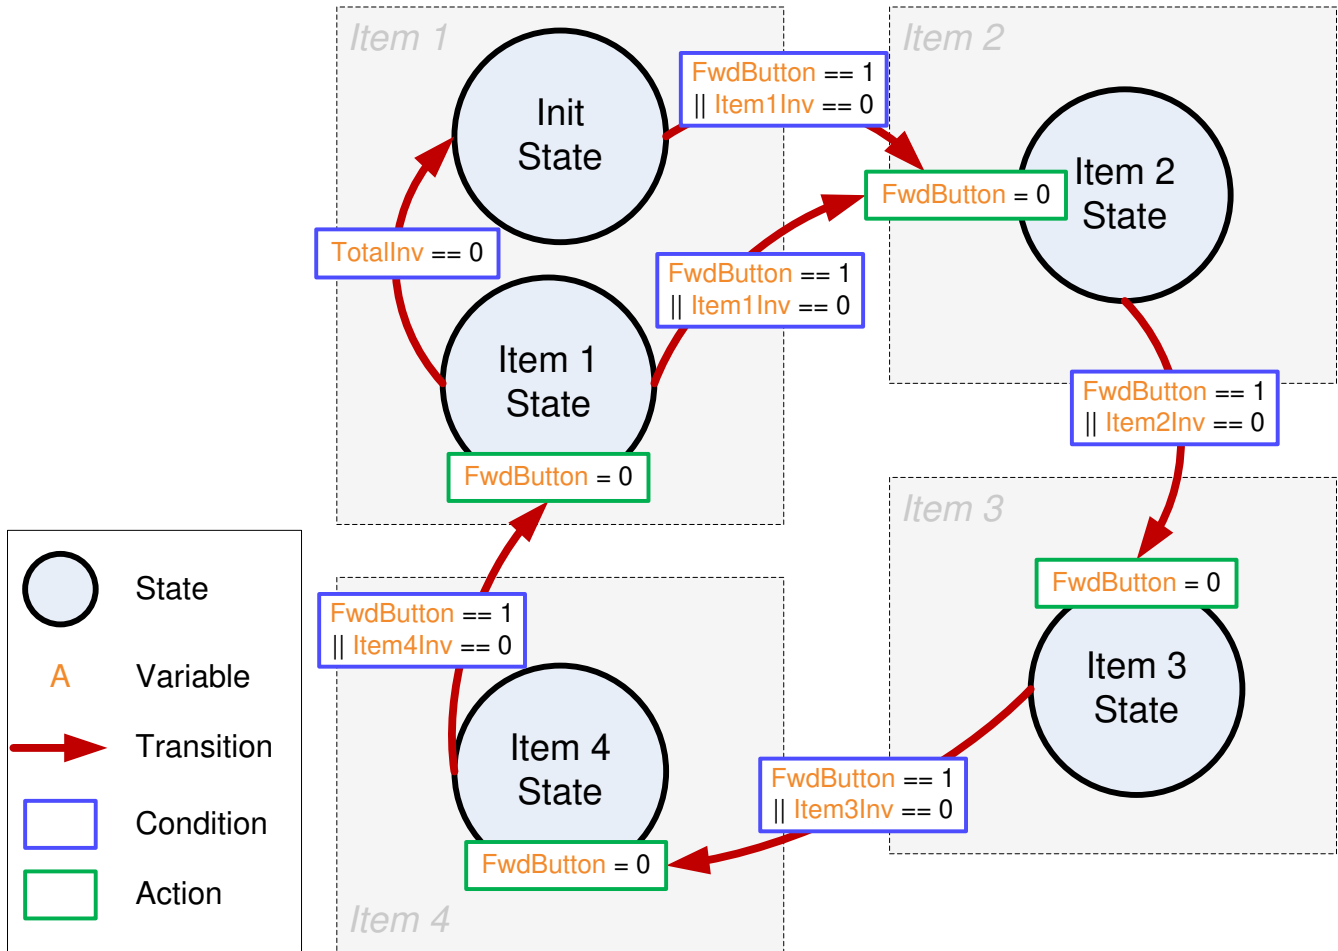 Item 1
Init
State
FwdButton == 1
|| Item1Inv == 0
Item 2
Item 2
State
FwdButton = 0
TotalInv == 0
FwdButton == 1
|| Item1Inv == 0
Item 1
State
FwdButton = 0
FwdButton == 1
|| Item2Inv == 0
Item 3
FwdButton = 0
Item 3
State
FwdButton == 1
|| Item4Inv == 0
Item 4
State
FwdButton == 1
|| Item3Inv == 0
FwdButton = 0
Item 4
State
A Variable
Transition
Condition
Action